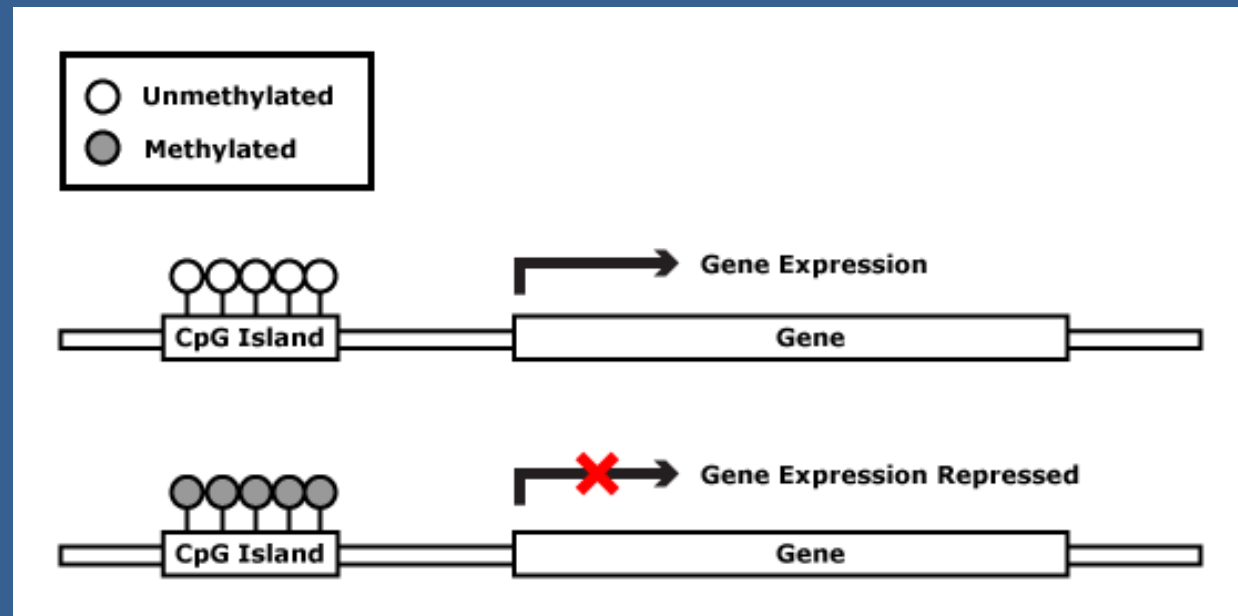 Unmethylated
Methylated
Gene Expression
CpG Island
Gene
Gene Expression Repressed
CpG Island
Gene